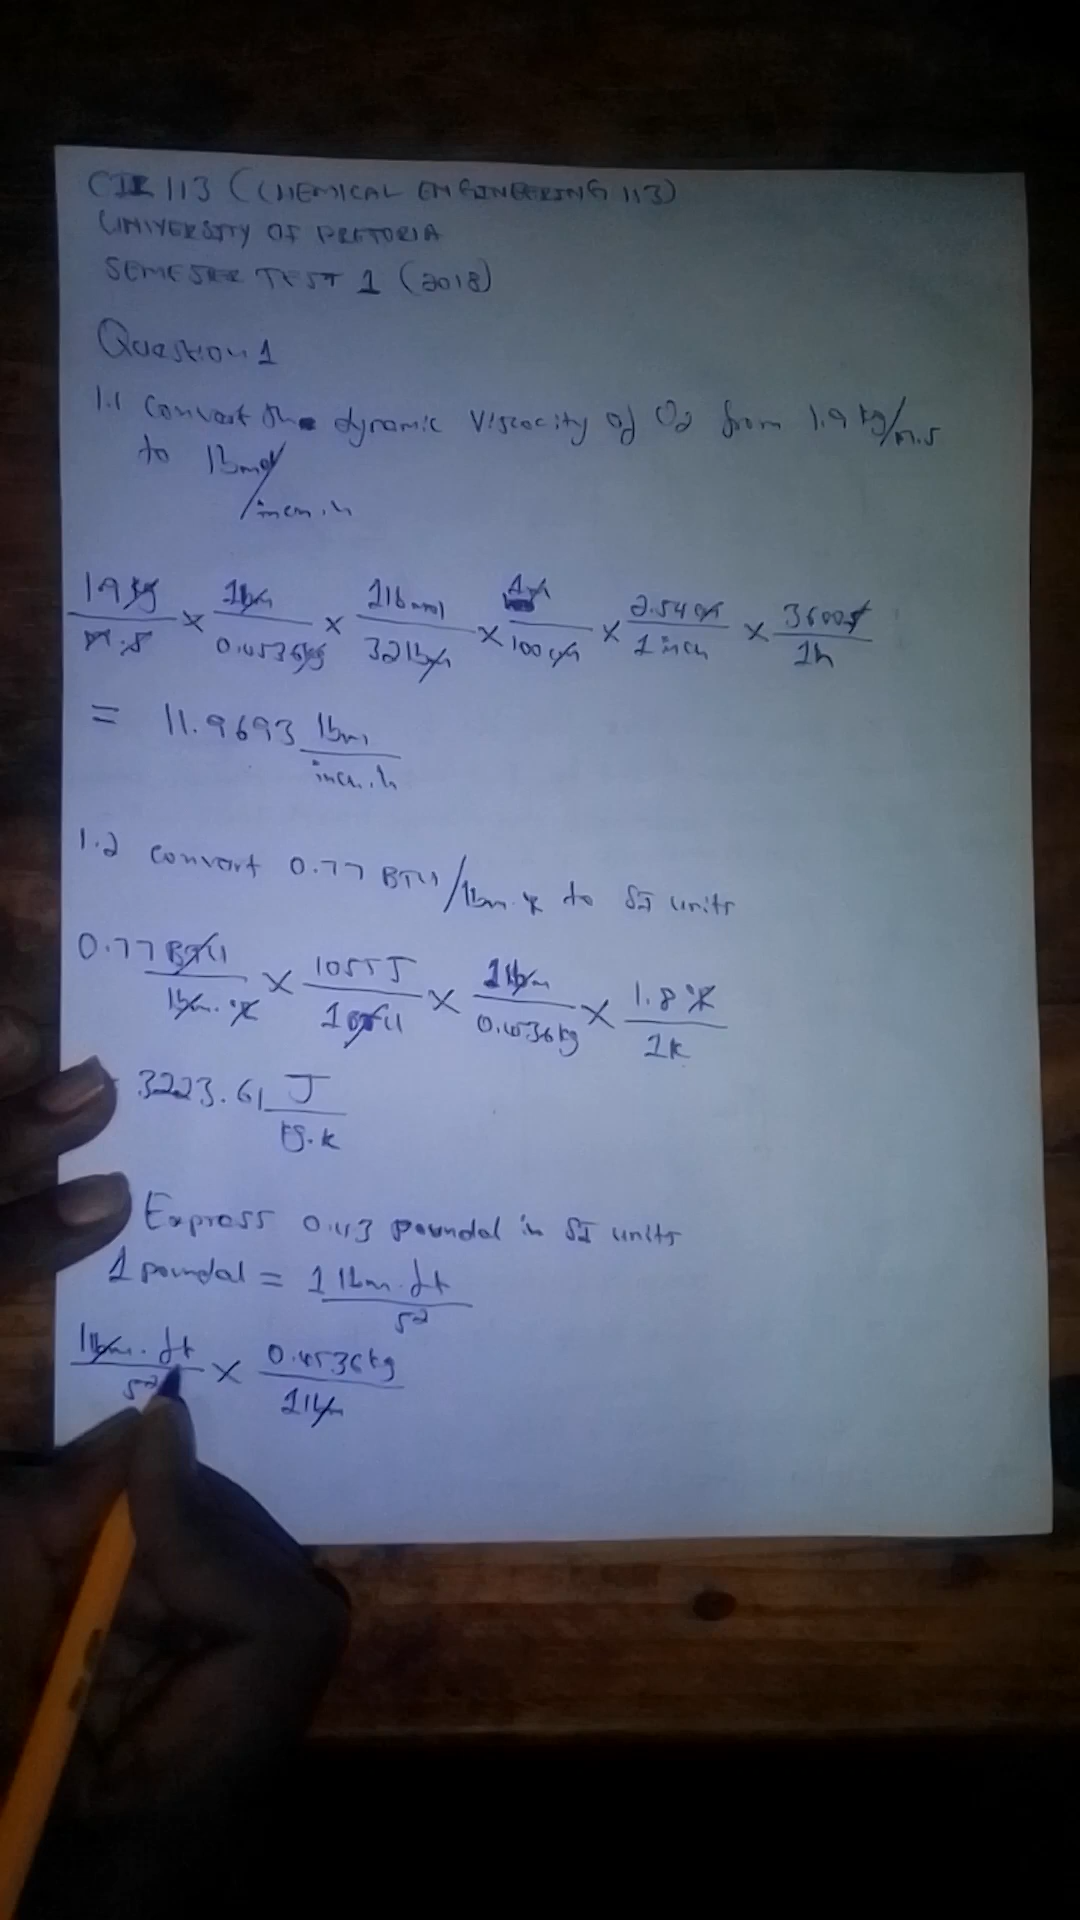 CIR 113 (CHEMICAL ENGINEERING 113)
UNIVERSITY OF PRETORIA
SEMESTER TEST 1 (2018)
Question 1
1.1 Convert the dynamic Viscocity of O2 from 1.9 kg/m.s
to lbmol/inch.h
1.9 kg/m.s × 1lbm/0.4536kg × 1lbmol/32lbm × 1m/100cm × 2.54cm/1inch × 3600s/1h
= 11.9693 lbm/inch.h
1.2 convert 0.77 BTU/lbm.°R to SI units
0.77 BTU/lbm.°R × 1055J/1BTU × 1lbm/0.4536kg × 1.8°R/1K
3223.61 J/kg.K
Express 0.43 poundal in SI units
1 poundal = 1 lbm.ft/s²
1lbm.ft/s² × 0.4536kg/1lbm